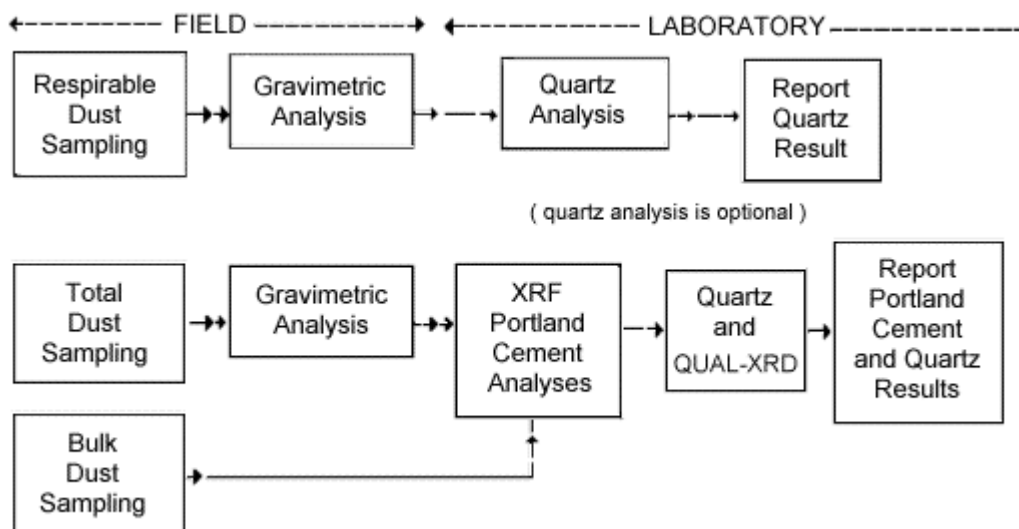 FIELD
LABORATORY
Respirable
Dust
Sampling
Gravimetric
Analysis
Quartz
Analysis
Report
Quartz
Result
( quartz analysis is optional )
Total
Dust
Sampling
Gravimetric
Analysis
XRF
Portland
Cement
Analyses
Quartz
and
QUAL-XRD
Report
Portland
Cement
and Quartz
Results
Bulk
Dust
Sampling